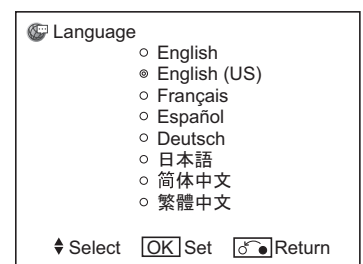 Language
English
English (US)
Français
Español
Deutsch
日本語
简体中文
繁體中文
Select OK Set Return